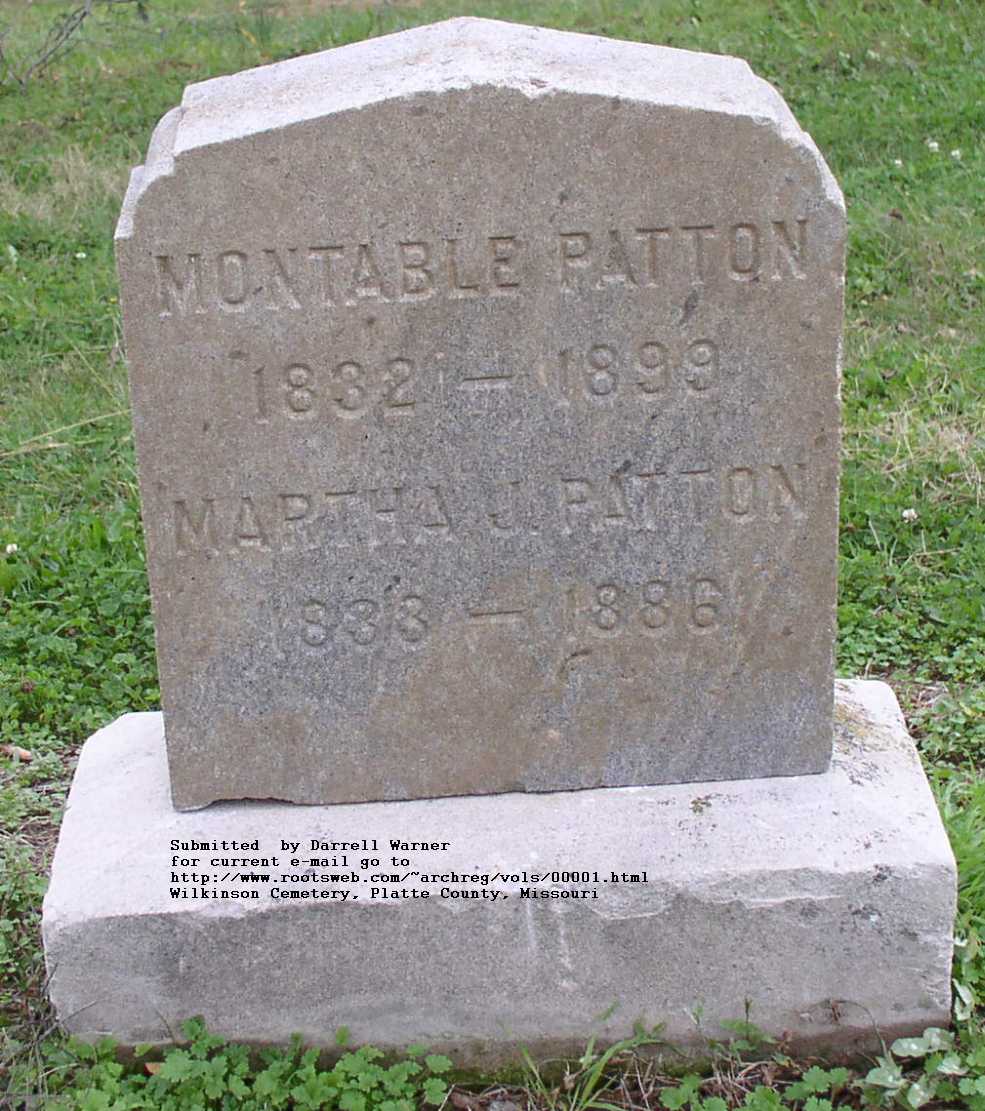 MONTABLE PATTON
1832 — 1899
MARTHA J. PATTON
1833 — 1886
Submitted by Darrell Warner
for current e-mail go to
http://www.rootsweb.com/~archreg/vols/00001.html
Wilkinson Cemetery, Platte County, Missouri